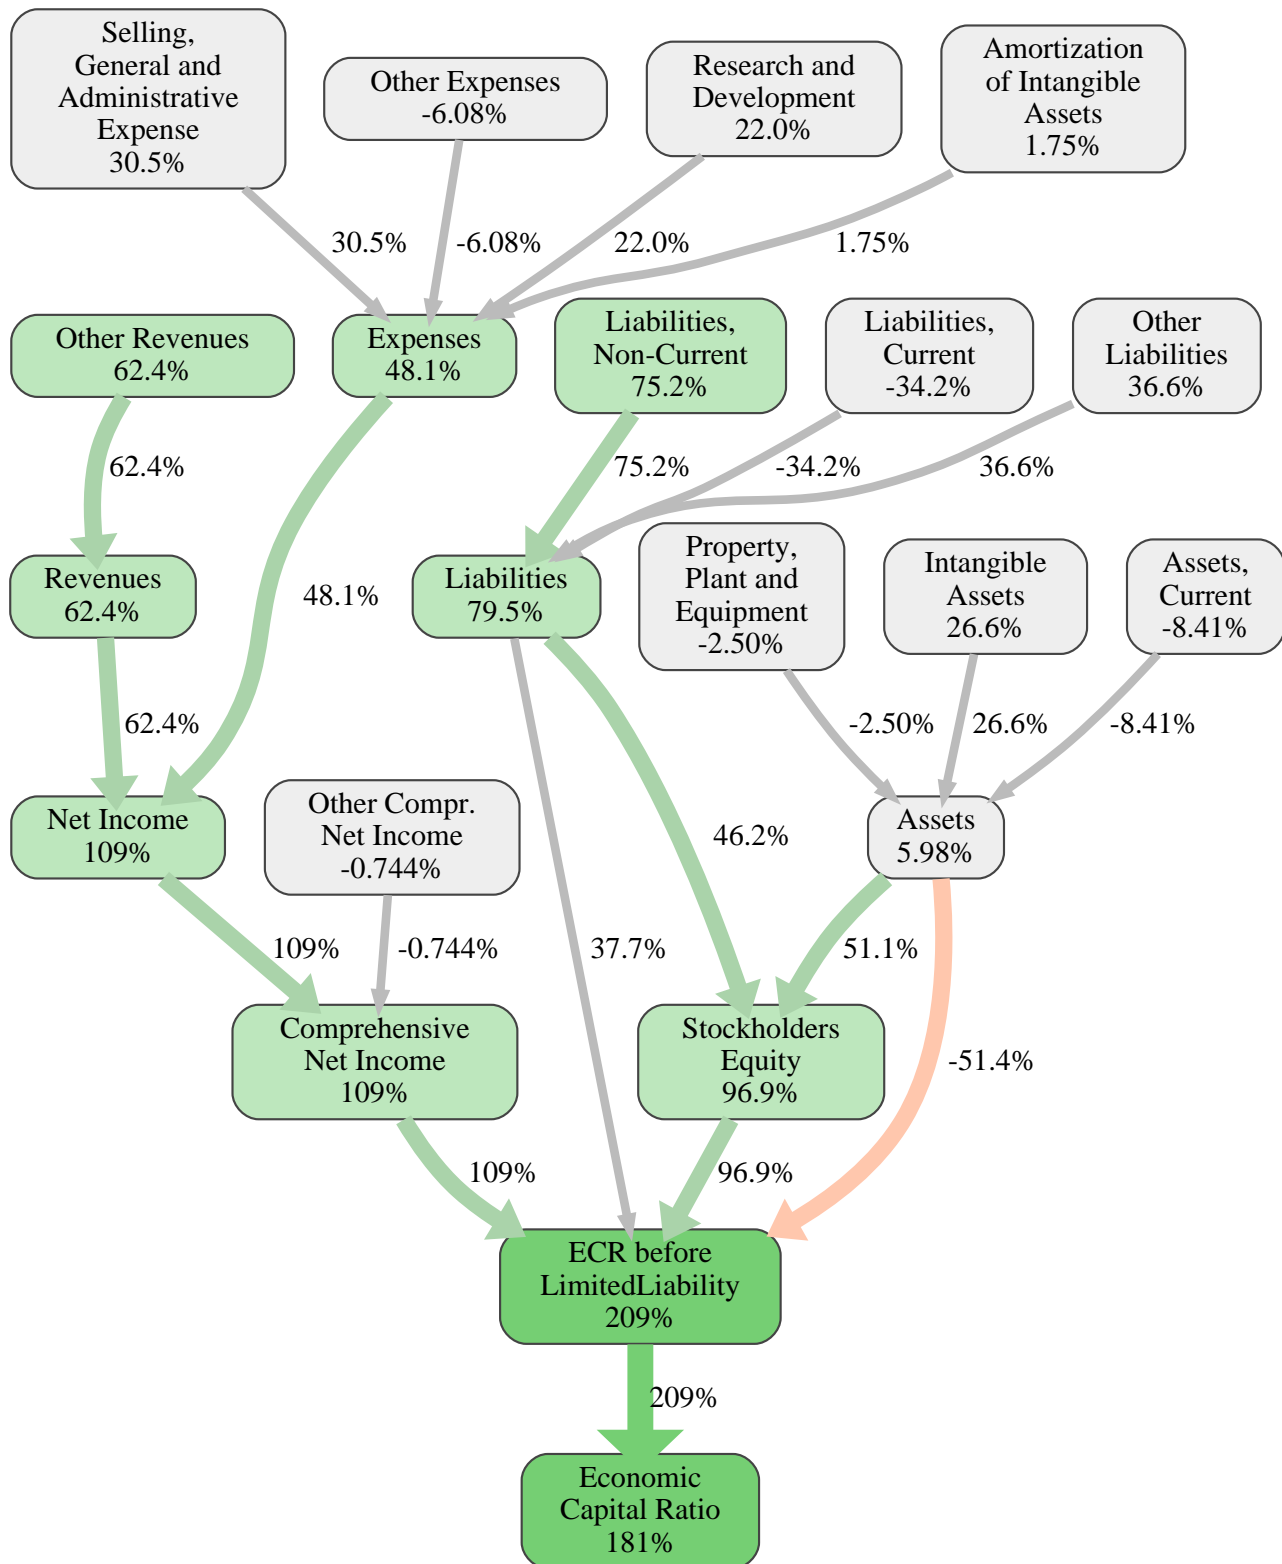 Selling,
General and
Administrative
Expense
30.5%
Other Expenses
-6.08%
Research and
Development
22.0%
Amortization
of Intangible
Assets
1.75%
30.5%
-6.08%
22.0%
1.75%
Other Revenues
62.4%
Expenses
48.1%
Liabilities,
Non-Current
75.2%
Liabilities,
Current
-34.2%
Other
Liabilities
36.6%
62.4%
75.2%
-34.2%
36.6%
Revenues
62.4%
48.1%
Liabilities
79.5%
Property,
Plant and
Equipment
-2.50%
Intangible
Assets
26.6%
Assets,
Current
-8.41%
62.4%
-2.50%
26.6%
-8.41%
Net Income
109%
Other Compr.
Net Income
-0.744%
46.2%
Assets
5.98%
109%
-0.744%
37.7%
51.1%
Comprehensive
Net Income
109%
Stockholders
Equity
96.9%
-51.4%
109%
96.9%
ECR before
LimitedLiability
209%
209%
Economic
Capital Ratio
181%